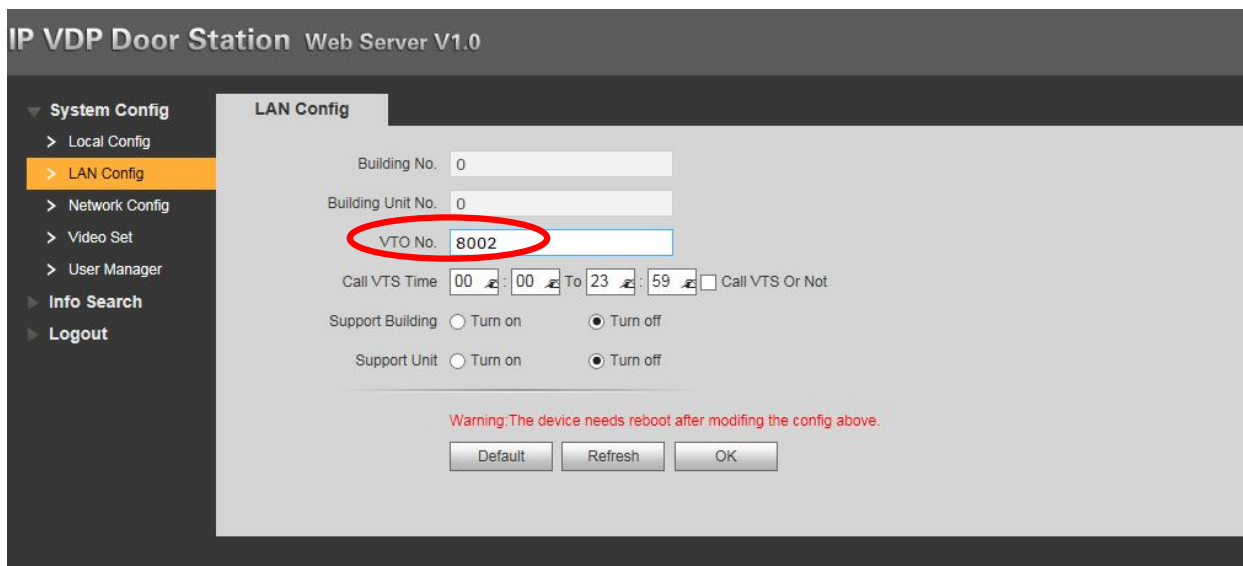 IP VDP Door Station Web Server V1.0
System Config
Local Config
LAN Config
Network Config
Video Set
User Manager
Info Search
Logout
LAN Config
Building No. 0
Building Unit No. 0
VTO No. 8002
Call VTS Time 00 : 00 To 23 : 59 Call VTS Or Not
Support Building Turn on Turn off
Support Unit Turn on Turn off
Warning:The device needs reboot after modifing the config above.
Default Refresh OK